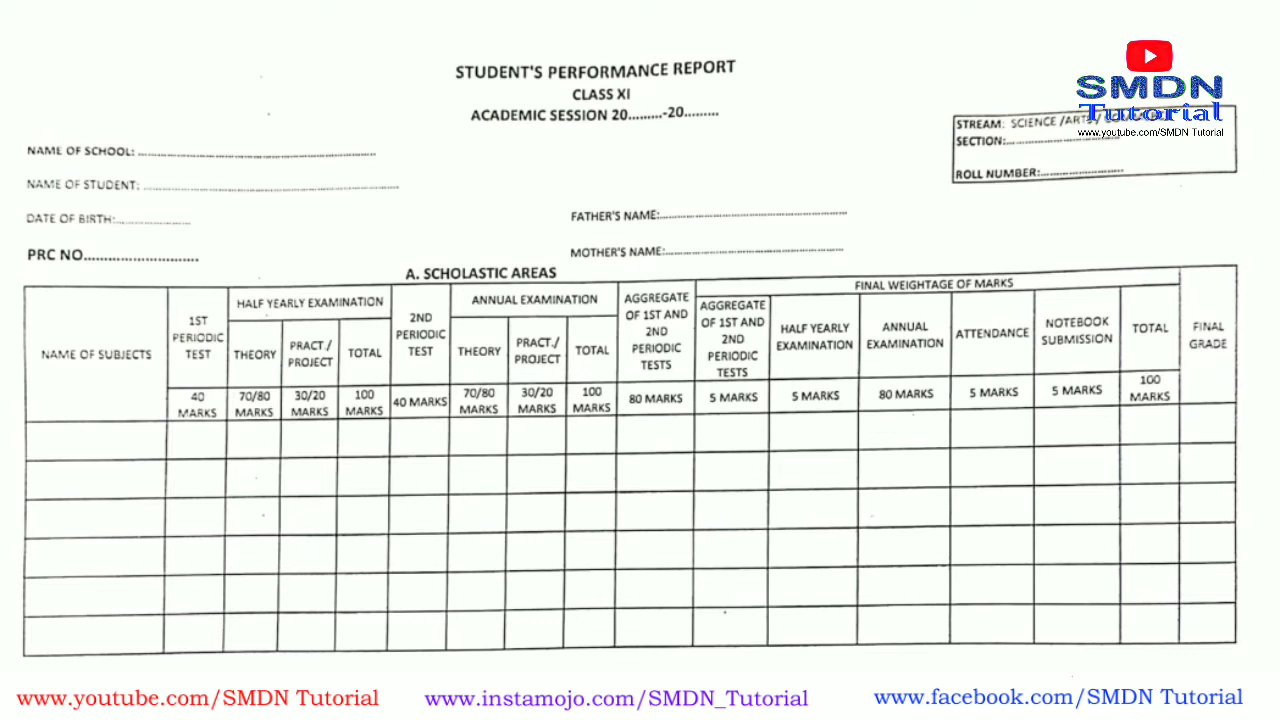 STUDENT'S PERFORMANCE REPORT
CLASS XI
ACADEMIC SESSION 20.........-20.........
SMDN
Tutorial
www.youtube.com/SMDN Tutorial
STREAM: SCIENCE /ARTS /
SECTION:..............................
ROLL NUMBER:......................
NAME OF SCHOOL: ............................................................
NAME OF STUDENT: ................................................................
DATE OF BIRTH:...................
FATHER'S NAME:...............................................
PRC NO............................
MOTHER'S NAME:.............................................
A. SCHOLASTIC AREAS
NAME OF SUBJECTS
1ST
PERIODIC
TEST
HALF YEARLY EXAMINATION
THEORY
PRACT./
PROJECT
TOTAL
2ND
PERIODIC
TEST
ANNUAL EXAMINATION
THEORY
PRACT./
PROJECT
TOTAL
AGGREGATE
OF 1ST AND
2ND
PERIODIC
TESTS
FINAL WEIGHTAGE OF MARKS
AGGREGATE
OF 1ST AND
2ND
PERIODIC
TESTS
HALF YEARLY
EXAMINATION
ANNUAL
EXAMINATION
ATTENDANCE
NOTEBOOK
SUBMISSION
TOTAL
FINAL
GRADE
40
MARKS
70/80
MARKS
30/20
MARKS
100
MARKS
40 MARKS
70/80
MARKS
30/20
MARKS
100
MARKS
80 MARKS
5 MARKS
5 MARKS
80 MARKS
5 MARKS
5 MARKS
100
MARKS
www.youtube.com/SMDN Tutorial
www.instamojo.com/SMDN_Tutorial
www.facebook.com/SMDN Tutorial